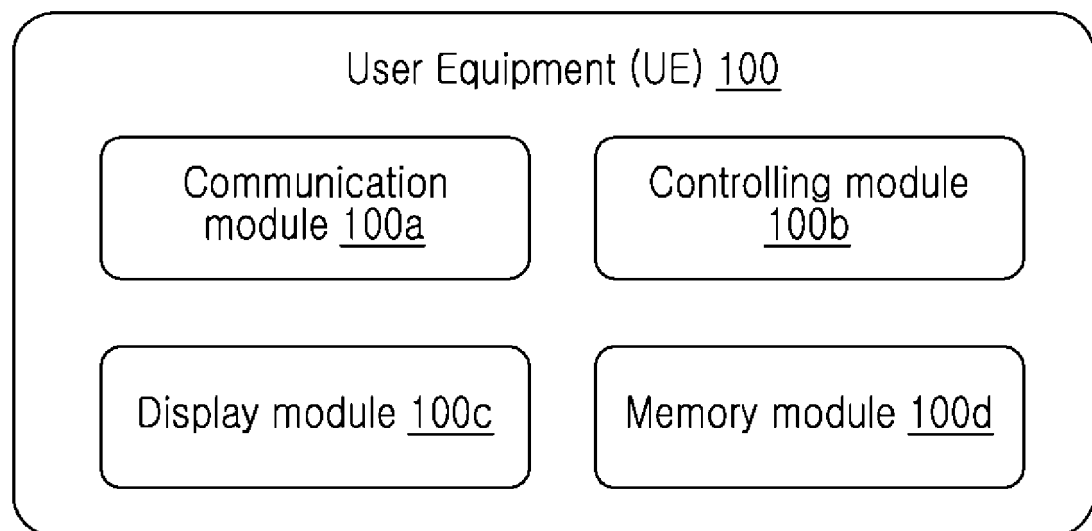 User Equipment (UE) 100
Communication
module 100a
Controlling module
100b
Display module 100c
Memory module 100d